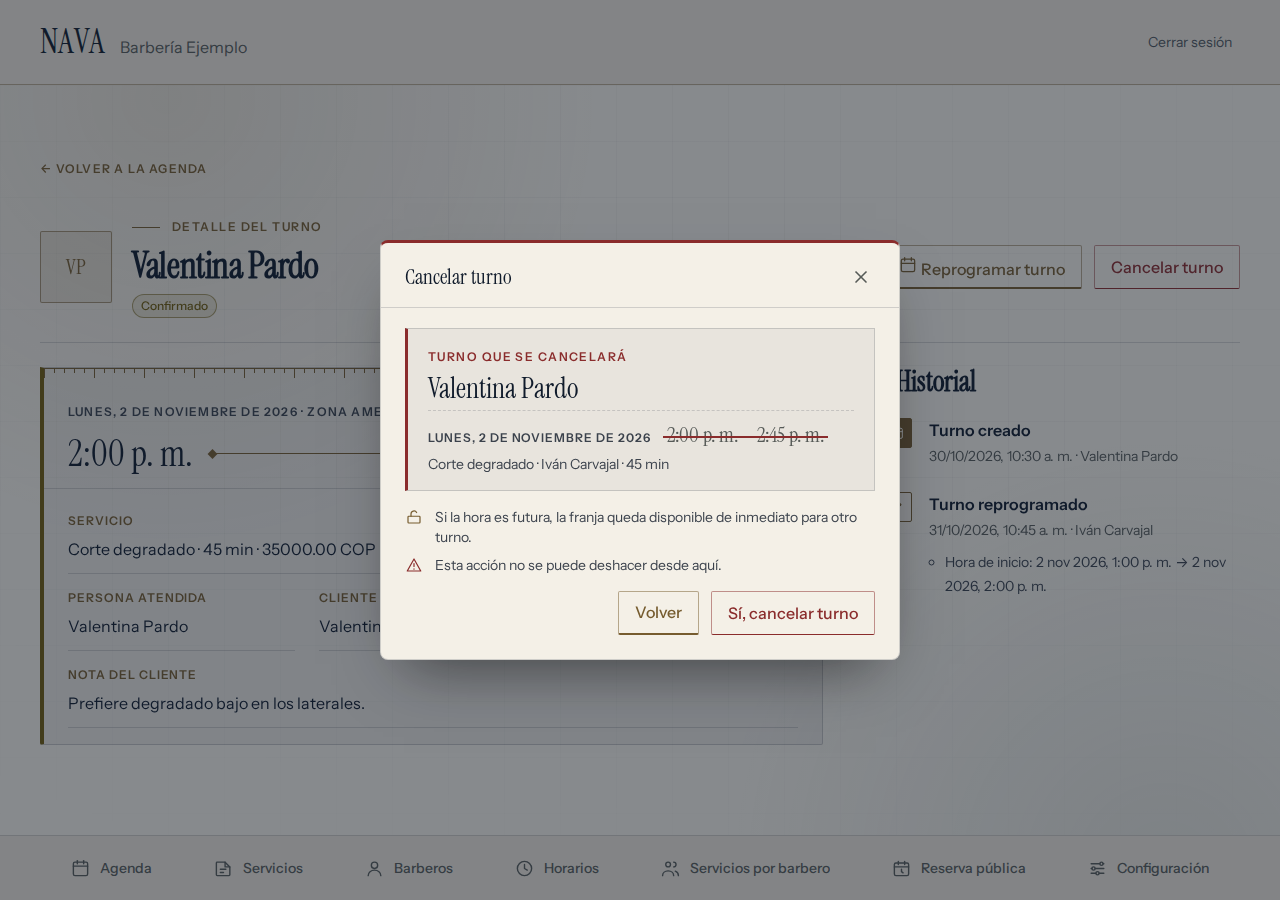 NAVA Barbería Ejemplo
Cerrar sesión
← VOLVER A LA AGENDA
DETALLE DEL TURNO
VP
Valentina Pardo
Confirmado
Reprogramar turno
Cancelar turno
LUNES, 2 DE NOVIEMBRE DE 2026 · ZONA AME
2:00 p. m.
SERVICIO
Corte degradado · 45 min · 35000.00 COP
PERSONA ATENDIDA
Valentina Pardo
CLIENTE
Valentin
NOTA DEL CLIENTE
Prefiere degradado bajo en los laterales.
Cancelar turno
TURNO QUE SE CANCELARÁ
Valentina Pardo
LUNES, 2 DE NOVIEMBRE DE 2026 2:00 p. m. – 2:45 p. m.
Corte degradado · Iván Carvajal · 45 min
Si la hora es futura, la franja queda disponible de inmediato para otro
turno.
Esta acción no se puede deshacer desde aquí.
Volver
Sí, cancelar turno
Historial
Turno creado
30/10/2026, 10:30 a. m. · Valentina Pardo
Turno reprogramado
31/10/2026, 10:45 a. m. · Iván Carvajal
Hora de inicio: 2 nov 2026, 1:00 p. m. → 2 nov
2026, 2:00 p. m.
Agenda
Servicios
Barberos
Horarios
Servicios por barbero
Reserva pública
Configuración